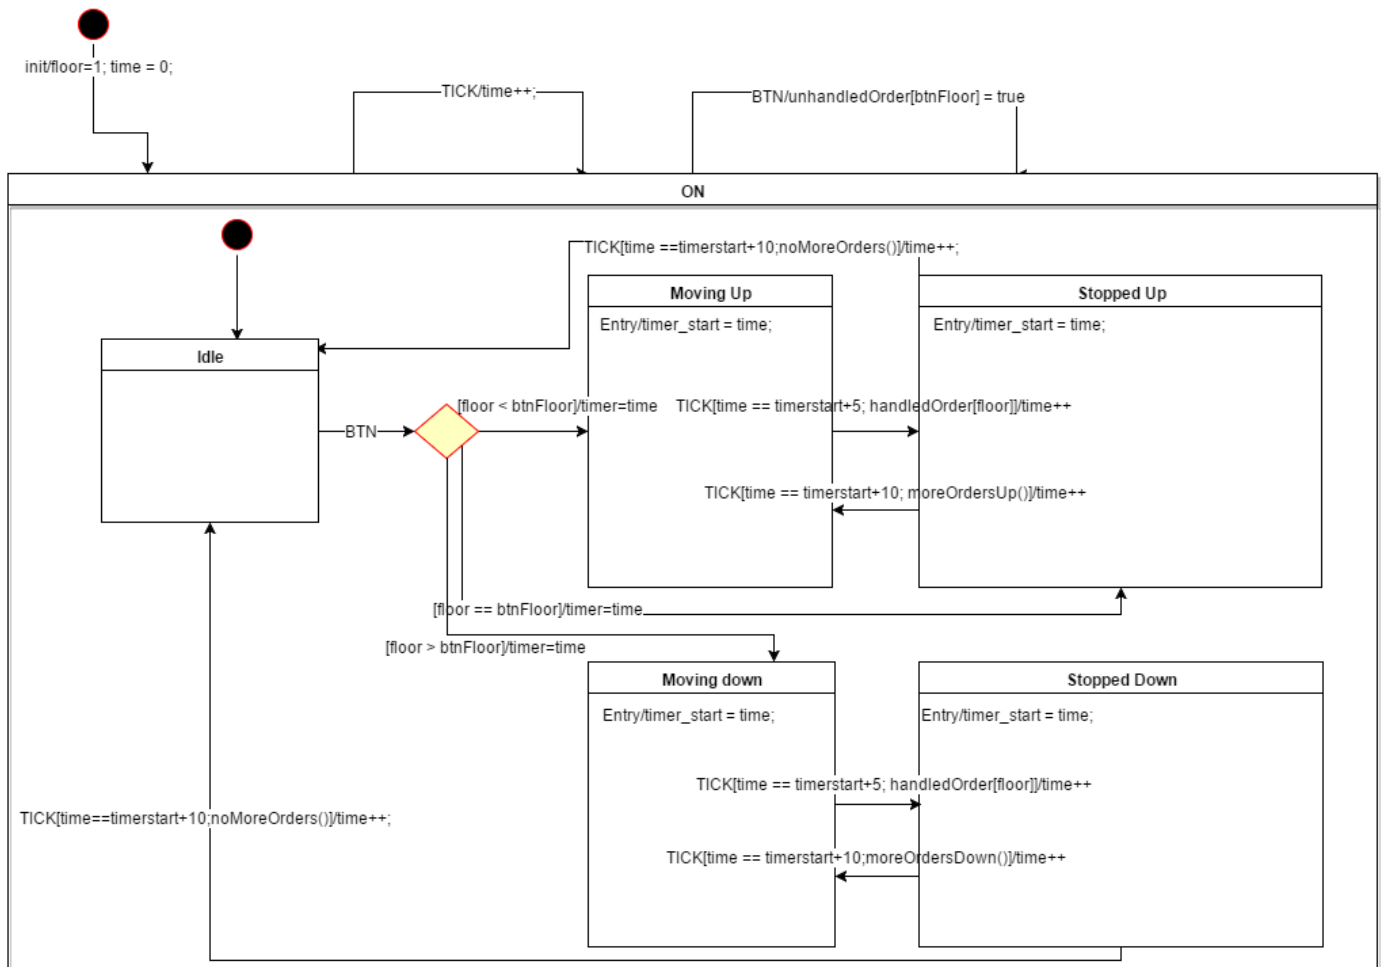 init/floor=1; time = 0;
TICK/time++;
BTN/unhandledOrder[btnFloor] = true
ON
TICK[time ==timerstart+10;noMoreOrders()]/time++;
Moving Up
Entry/timer_start = time;
Stopped Up
Entry/timer_start = time;
Idle
BTN
[floor < btnFloor]/timer=time
TICK[time == timerstart+5; handledOrder[floor]]/time++
TICK[time == timerstart+10; moreOrdersUp()]/time++
[floor == btnFloor]/timer=time
[floor > btnFloor]/timer=time
Moving down
Entry/timer_start = time;
Stopped Down
Entry/timer_start = time;
TICK[time == timerstart+5; handledOrder[floor]]/time++
TICK[time==timerstart+10;noMoreOrders()]/time++;
TICK[time == timerstart+10;moreOrdersDown()]/time++